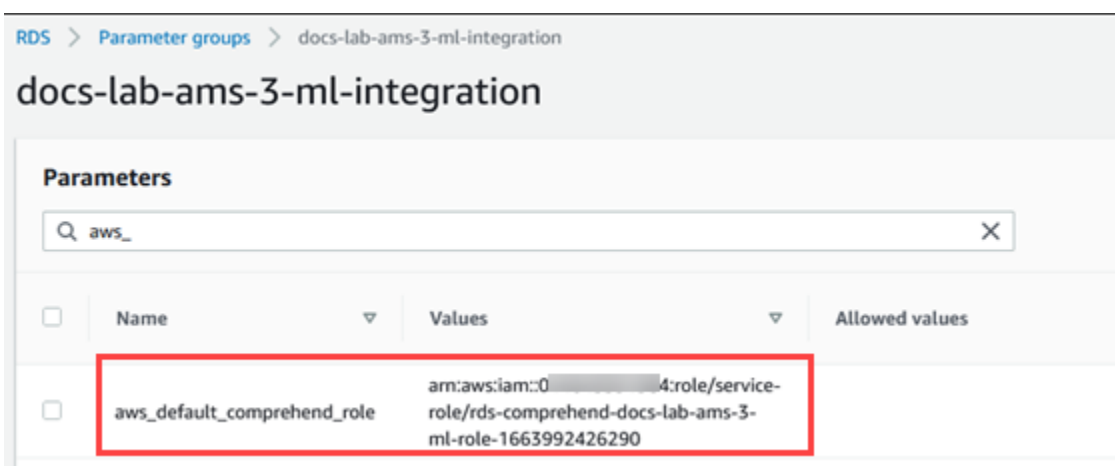 RDS > Parameter groups > docs-lab-ams-3-ml-integration
docs-lab-ams-3-ml-integration
Parameters
aws_
Name Values Allowed values
arn:aws:iam::0 4:role/service-
aws_default_comprehend_role role/rds-comprehend-docs-lab-ams-3-
ml-role-1663992426290